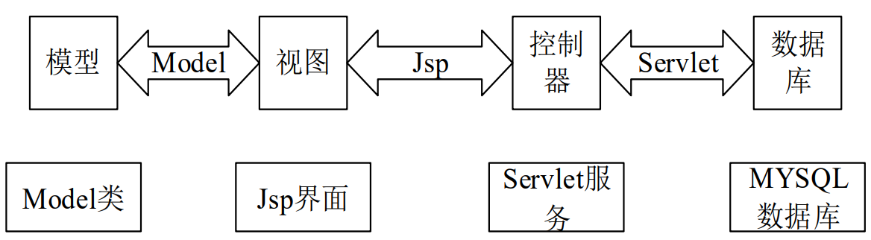 模型
Model
视图
Jsp
控制
器
Servlet
数据
库
Model类
Jsp界面
Servlet服
务
MYSQL
数据库